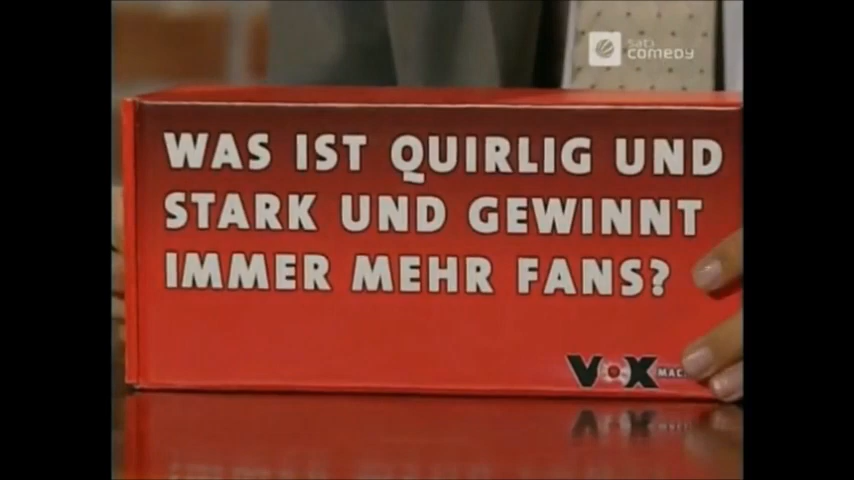 sat1
comedy
WAS IST QUIRLIG UND
STARK UND GEWINNT
IMMER MEHR FANS?
VOX